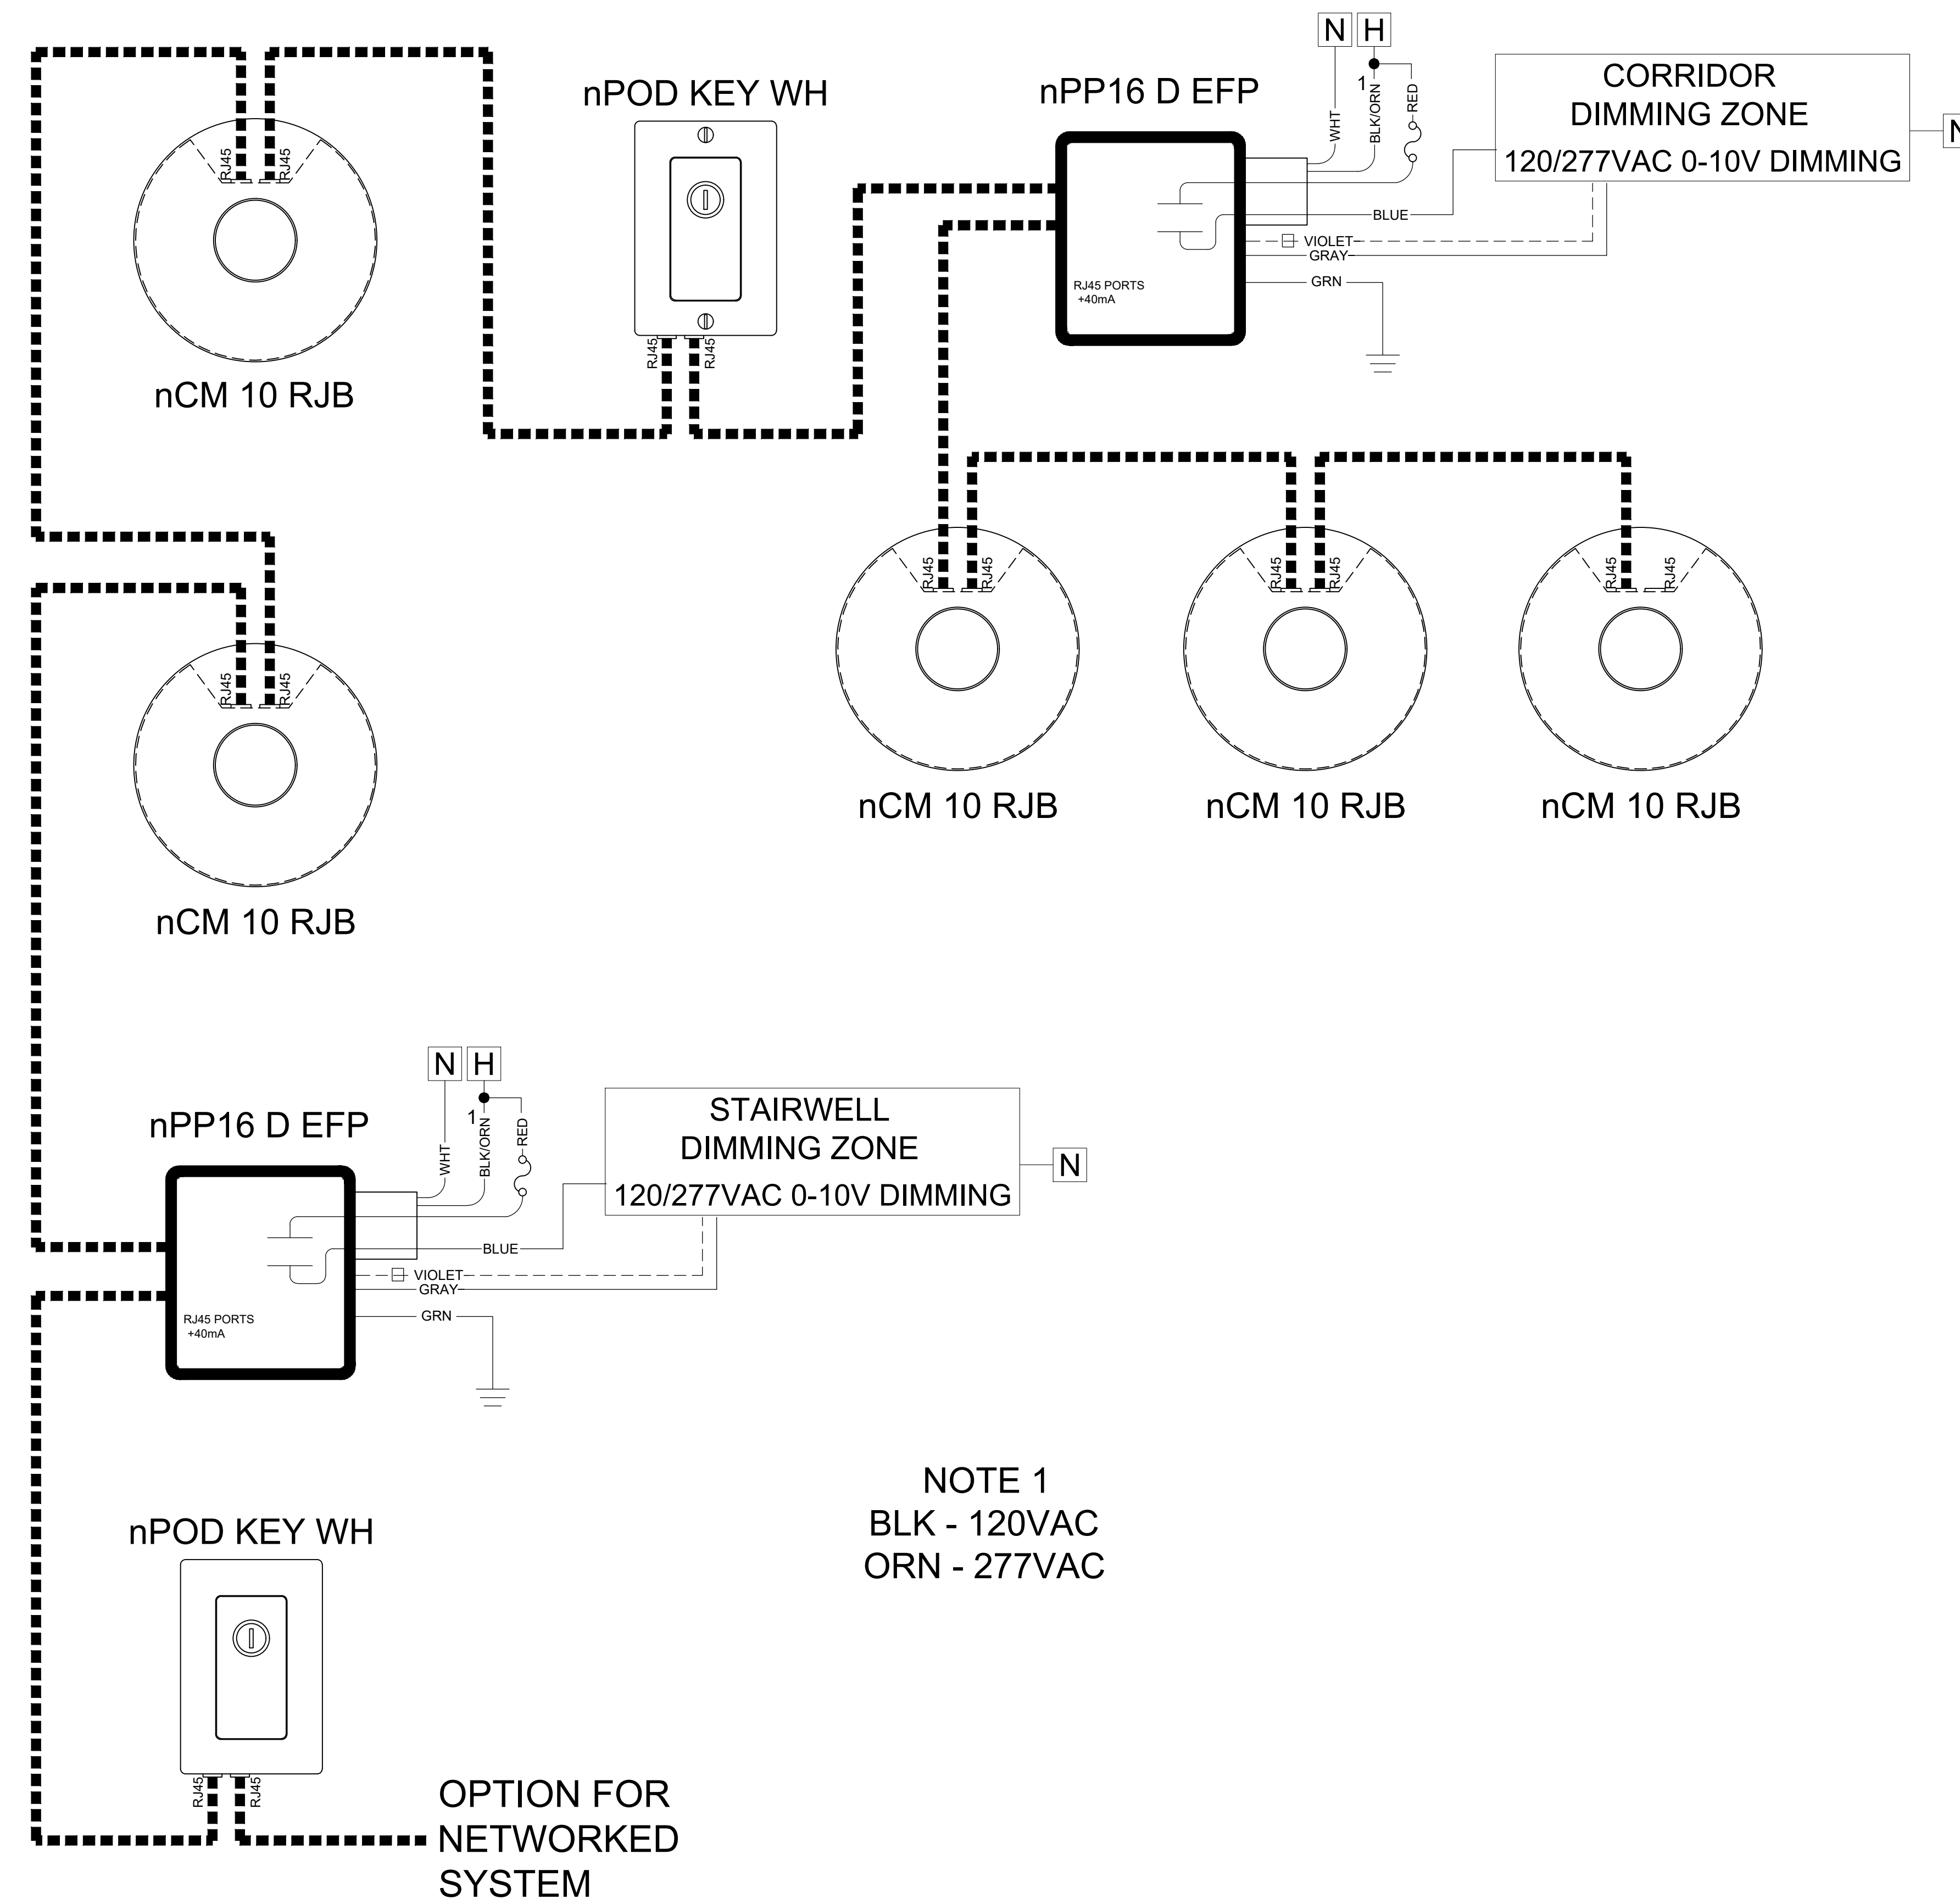 N H
nPOD KEY WH
nPP16 D EFP
CORRIDOR
DIMMING ZONE
120/277VAC 0-10V DIMMING
N
1
WHT
BLK/ORN
RED
RJ45
RJ45
BLUE
VIOLET
GRAY
GRN
RJ45 PORTS
+40mA
RJ45
RJ45
nCM 10 RJB
RJ45
RJ45
RJ45
RJ45
RJ45
RJ45
nCM 10 RJB
nCM 10 RJB
nCM 10 RJB
RJ45
RJ45
nCM 10 RJB
N H
nPP16 D EFP
1
WHT
BLK/ORN
RED
STAIRWELL
DIMMING ZONE
120/277VAC 0-10V DIMMING
N
BLUE
VIOLET
GRAY
GRN
RJ45 PORTS
+40mA
NOTE 1
BLK - 120VAC
ORN - 277VAC
nPOD KEY WH
RJ45
RJ45
OPTION FOR
NETWORKED
SYSTEM